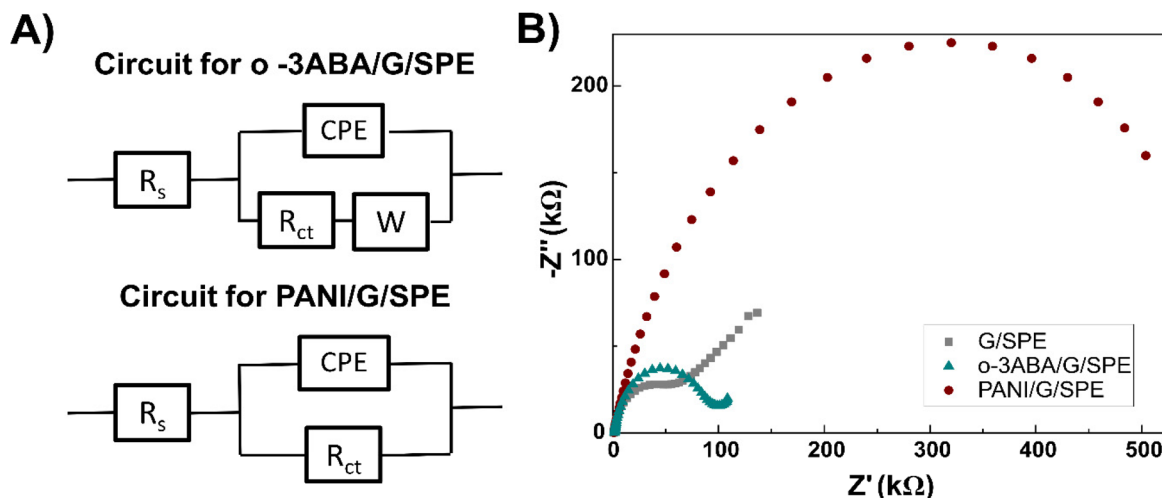 A)
Circuit for o -3ABA/G/SPE
CPE
Rs
Rct
W
Circuit for PANI/G/SPE
CPE
Rs
Rct
B)
-Z'' (kΩ)
200
100
0
G/SPE
o-3ABA/G/SPE
PANI/G/SPE
0 100 200 300 400 500
Z' (kΩ)